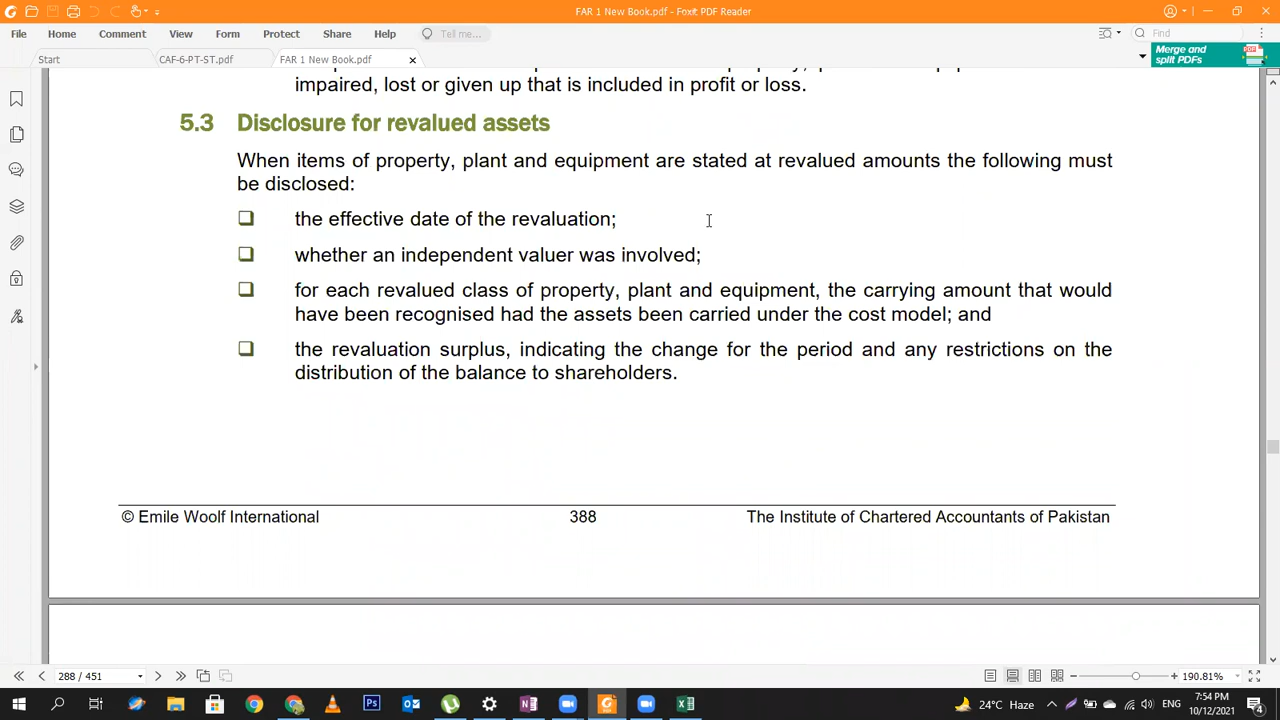 FAR 1 New Book.pdf - Foxit PDF Reader
File Home Comment View Form Protect Share Help Tell me... Find
Merge and split PDFs
Start CAF-6-PT-ST.pdf FAR 1 New Book.pdf
impaired, lost or given up that is included in profit or loss.
5.3 Disclosure for revalued assets
When items of property, plant and equipment are stated at revalued amounts the following must
be disclosed:
the effective date of the revaluation;
whether an independent valuer was involved;
for each revalued class of property, plant and equipment, the carrying amount that would
have been recognised had the assets been carried under the cost model; and
the revaluation surplus, indicating the change for the period and any restrictions on the
distribution of the balance to shareholders.
© Emile Woolf International 388 The Institute of Chartered Accountants of Pakistan
288 / 451 190.81%
24°C Haze ENG 7:54 PM
10/12/2021